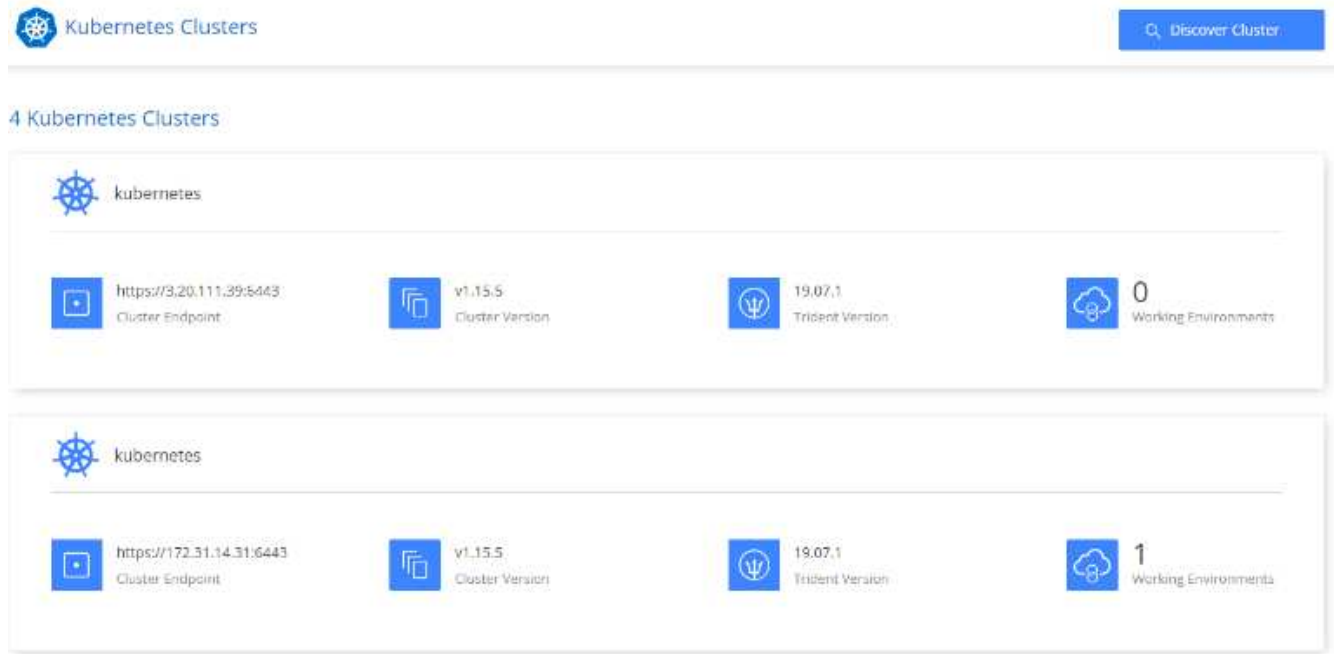 Kubernetes Clusters
Discover Cluster
4 Kubernetes Clusters
kubernetes
https://3.20.111.39:6443
Cluster Endpoint
v1.15.5
Cluster Version
19.07.1
Trident Version
0
Working Environments
kubernetes
https://172.31.14.31:6443
Cluster Endpoint
v1.15.5
Cluster Version
19.07.1
Trident Version
1
Working Environments